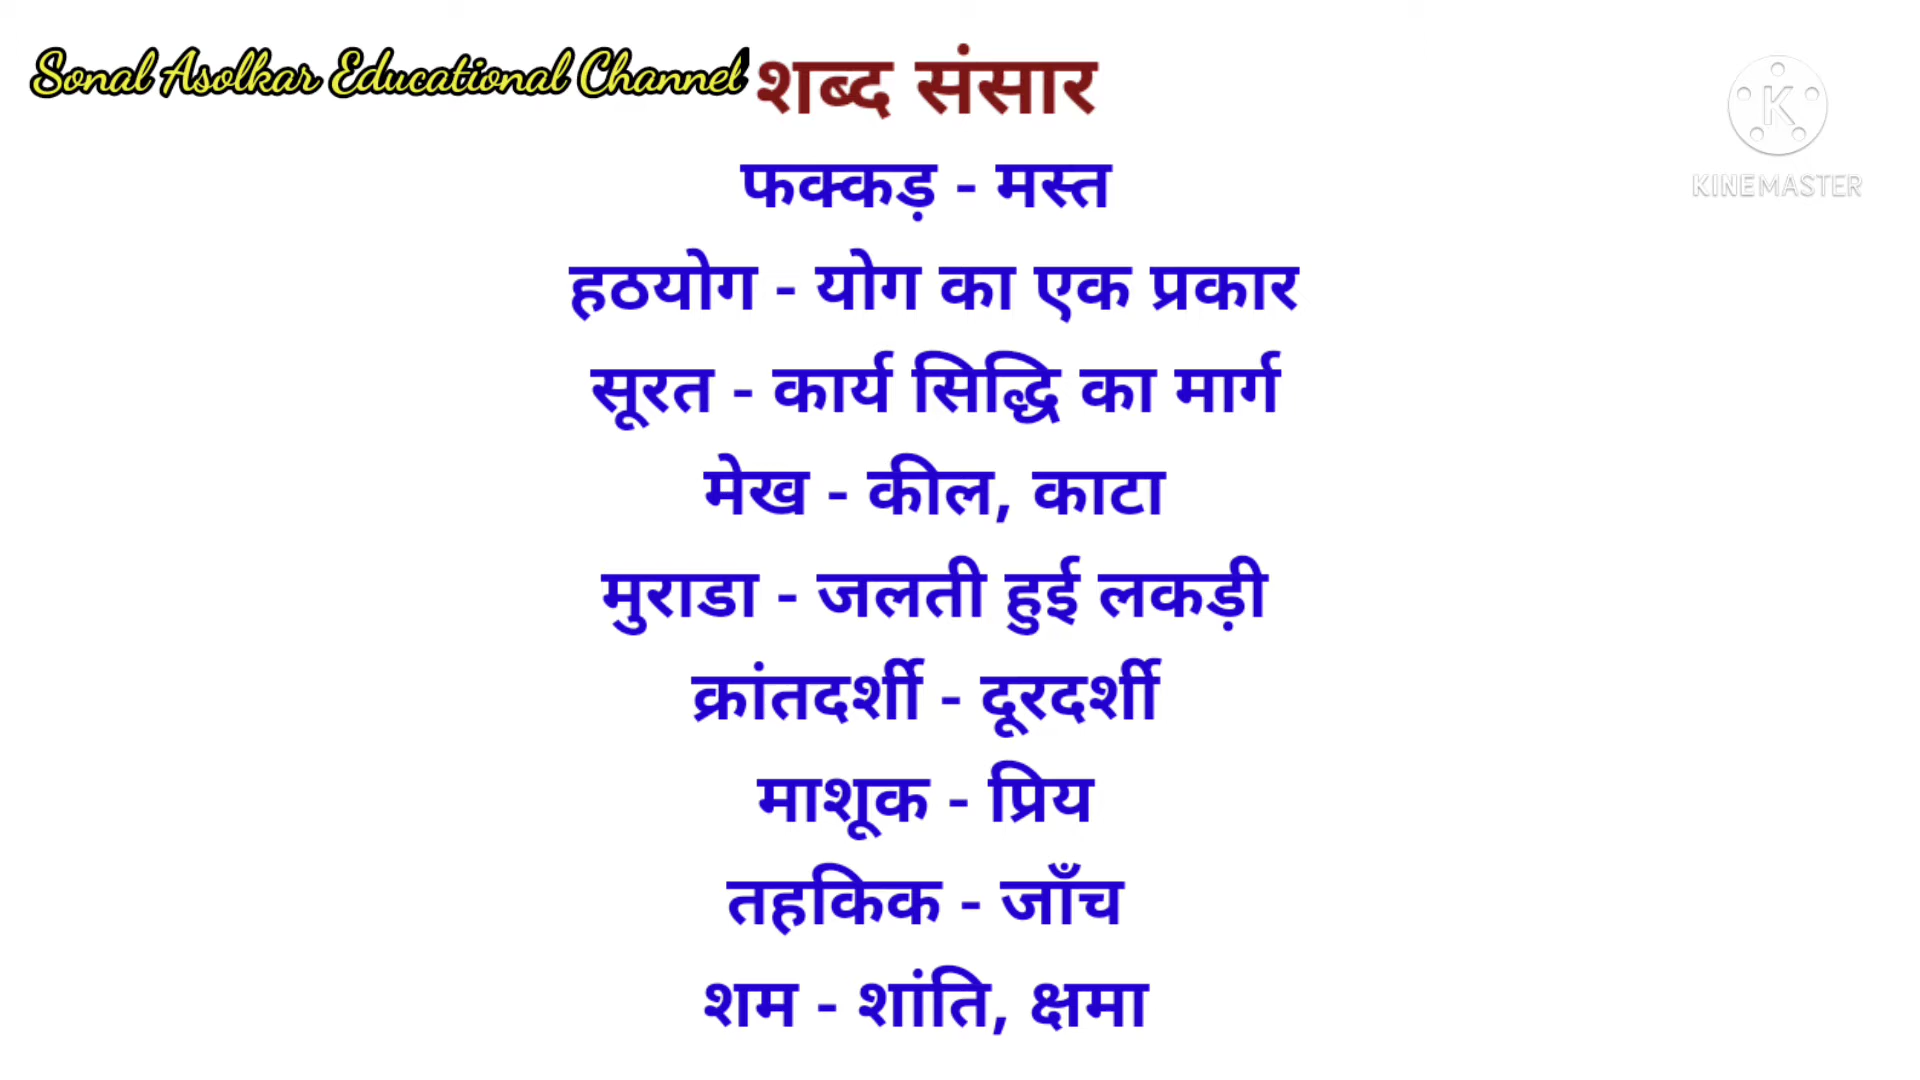 Sonal Asolkar Educational Channel
शब्द संसार
K
KINEMASTER
फक्कड़ - मस्त
हठयोग - योग का एक प्रकार
सूरत - कार्य सिद्धि का मार्ग
मेख - कील, काटा
मुराडा - जलती हुई लकड़ी
क्रांतदर्शी - दूरदर्शी
माशूक - प्रिय
तहकिक - जाँच
शम - शांति, क्षमा